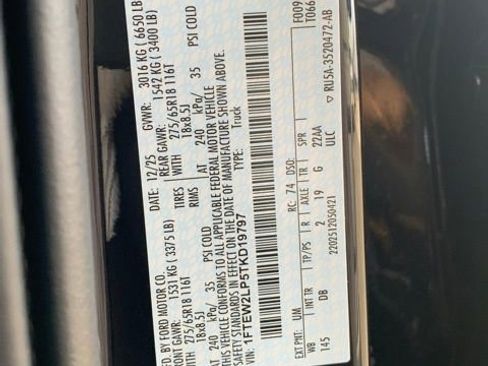 FD. BY FORD MOTOR CO.
DATE: 12/25
GVWR: 3016 KG ( 6650 LB
FRONT GAWR: 1531 KG ( 3375 LB)
1542 KG ( 3400 LB)
WITH 275/65R18 116T TIRES
WITH 275/65R18 116T
18x8.5J RIMS
18x8.5J
AT 240 kPa/ 35 PSI COLD
AT 240 kPa/ 35 PSI COLD
THIS VEHICLE CONFORMS TO ALL APPLICABLE FEDERAL MOTOR VEHICLE
SAFETY STANDARDS IN EFFECT ON THE DATE OF MANUFACTURE SHOWN ABOVE.
VIN: 1FTEW2LP5TKD19797
TYPE: Truck
F009
T066
EXT PNT: UM
RC: 74
DSO:
WB INT TR TP/PS R AXLE TR SPR
145 DB 2 19 G 22AA
2202512050421
ULC
▽ RU5A-3520472-AB